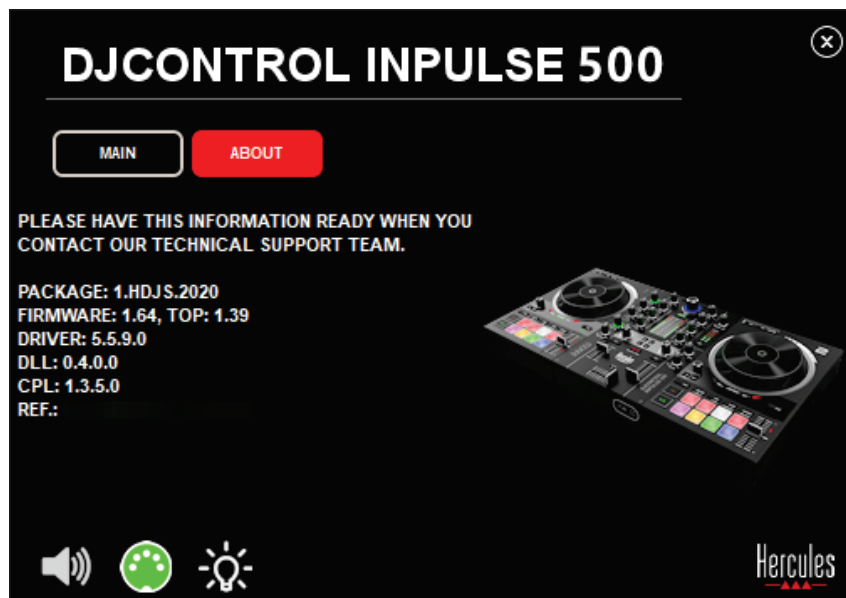 DJCONTROL INPULSE 500
MAIN
ABOUT
PLEASE HAVE THIS INFORMATION READY WHEN YOU
CONTACT OUR TECHNICAL SUPPORT TEAM.
PACKAGE: 1.HDJS.2020
FIRMWARE: 1.64, TOP: 1.39
DRIVER: 5.5.9.0
DLL: 0.4.0.0
CPL: 1.3.5.0
REF.:
Hercules